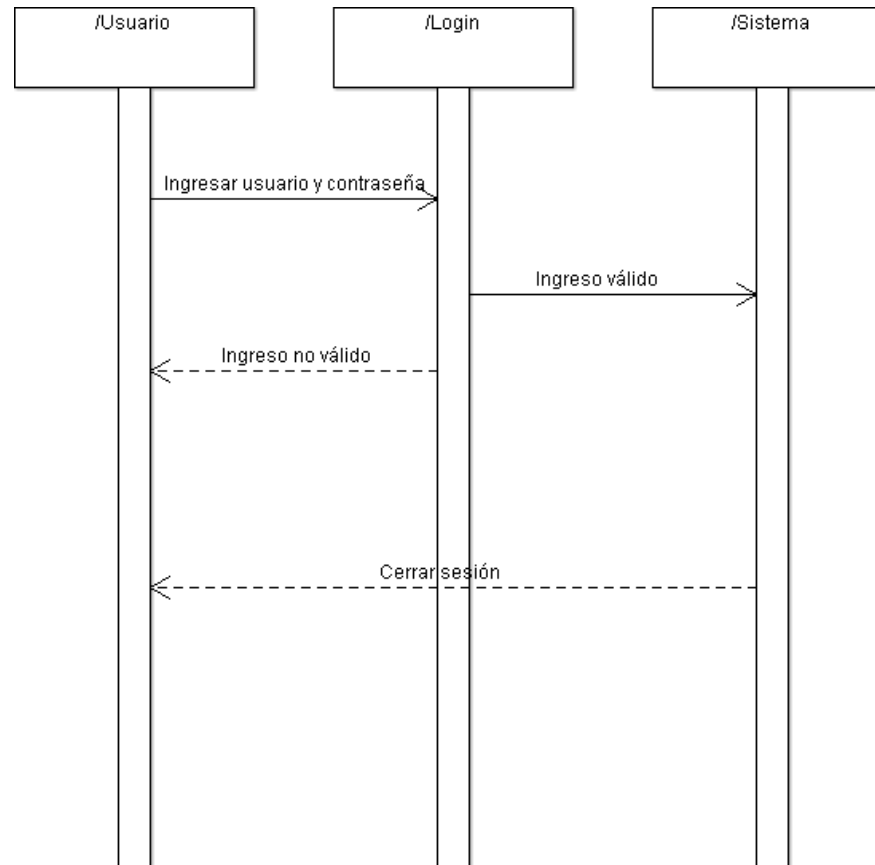 /Usuario
/Login
/Sistema
Ingresar usuario y contraseña
Ingreso válido
Ingreso no válido
Cerrar sesión